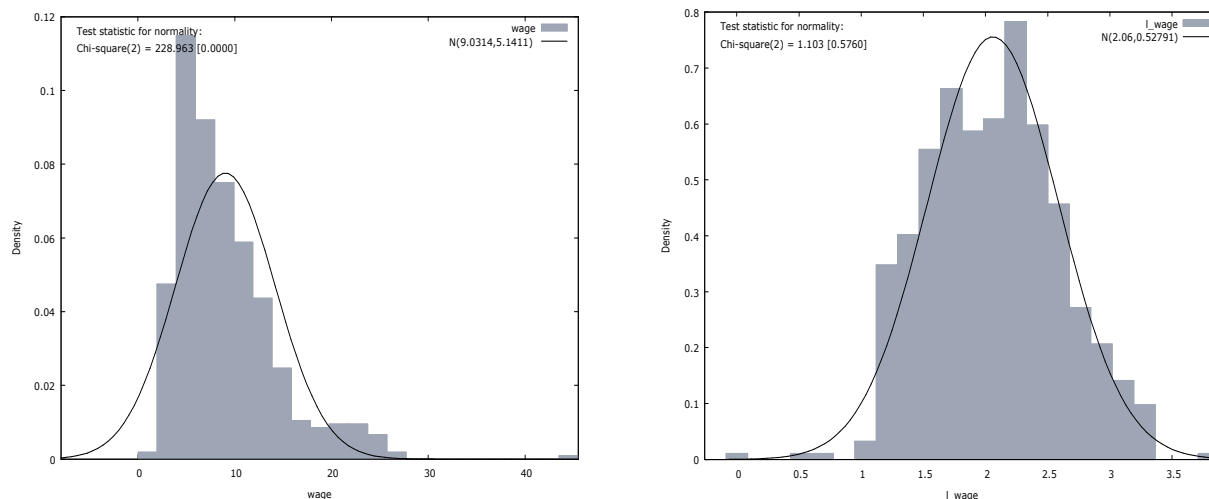 Test statistic for normality:
Chi-square(2) = 228.963 [0.0000]
wage
N(9.0314,5.1411)
0.12
0.1
0.08
0.06
0.04
0.02
0
Density
0
10
20
30
40
wage
Test statistic for normality:
Chi-square(2) = 1.103 [0.5760]
l_wage
N(2.06,0.52791)
0.8
0.7
0.6
0.5
0.4
0.3
0.2
0.1
0
Density
0
0.5
1
1.5
2
2.5
3
3.5
l_wage